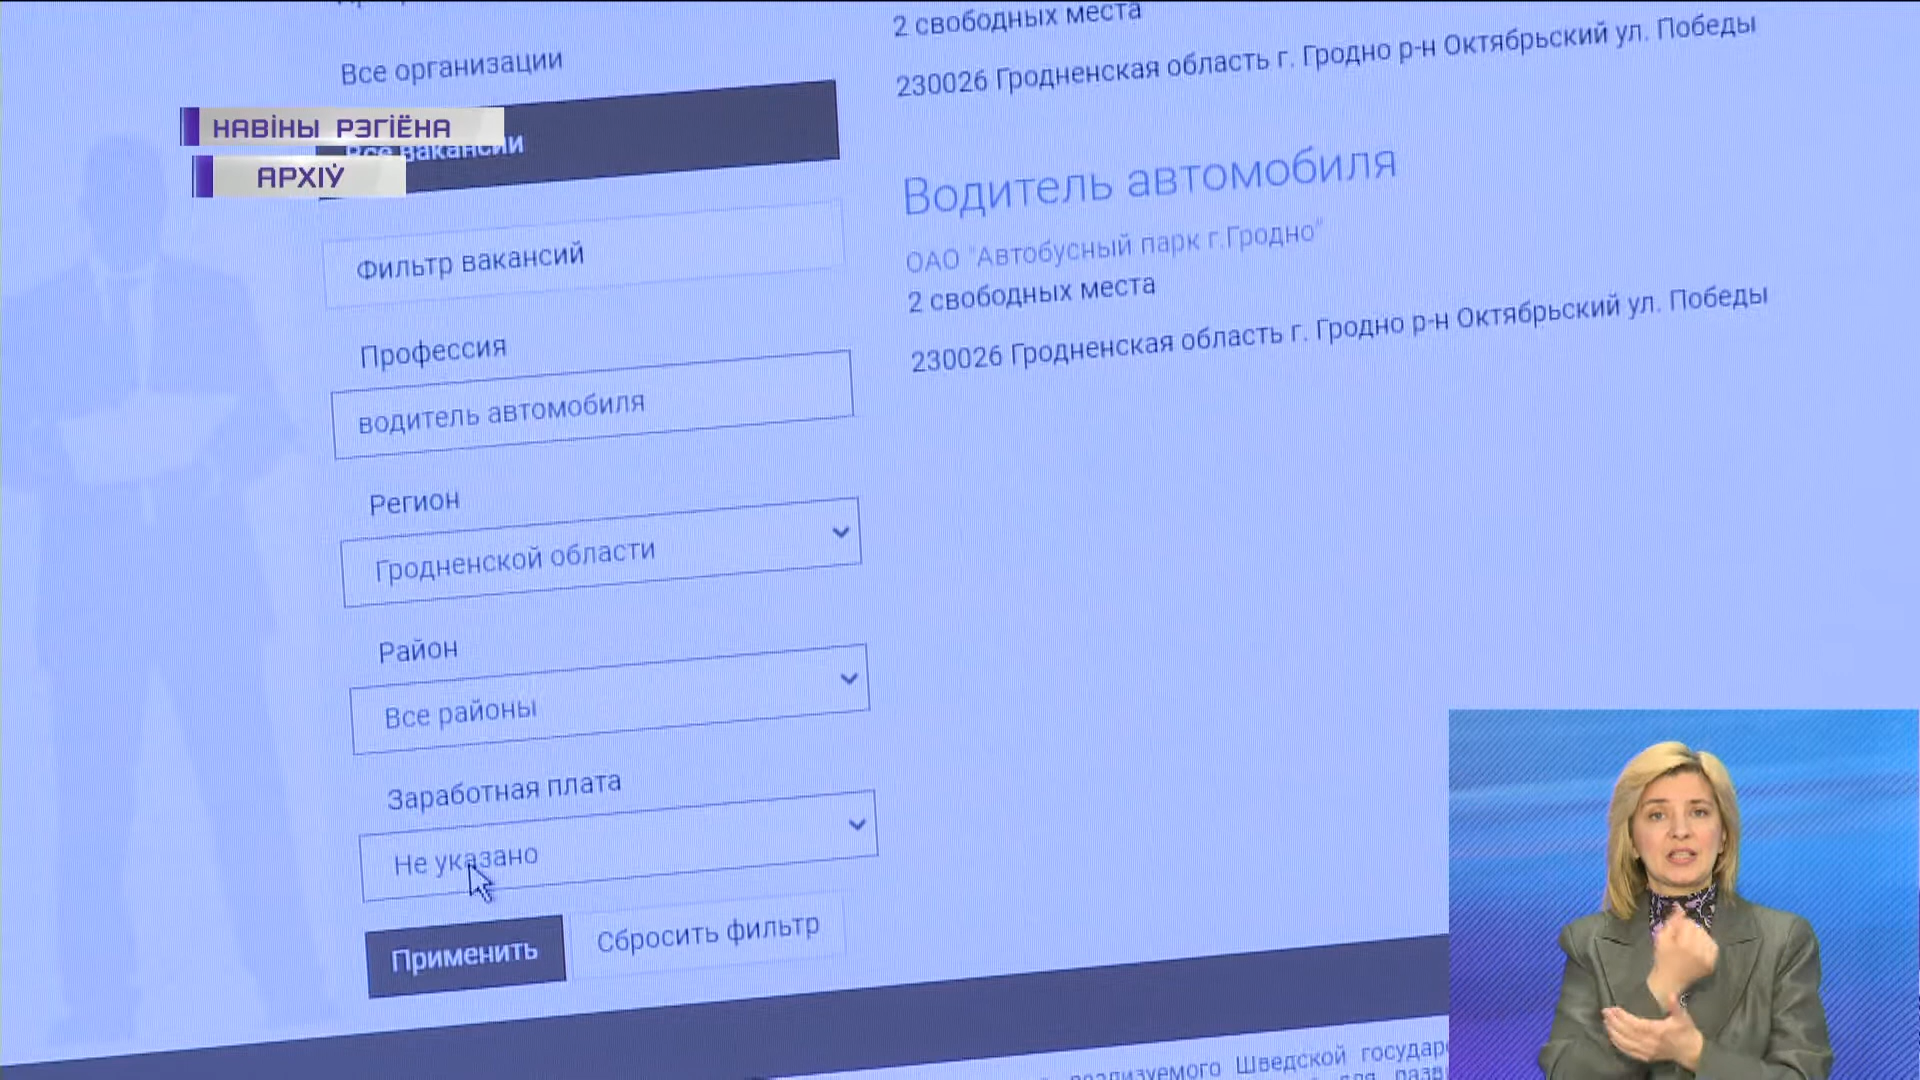 Все организации
НАВІНЫ РЭГІЁНА
Все вакансии
АРХІЎ
Фильтр вакансий
Профессия
водитель автомобиля
Регион
Гродненской области
Район
Все районы
Заработная плата
Не указано
Применить
Сбросить фильтр
2 свободных места
230026 Гродненская область г. Гродно р-н Октябрьский ул. Победы
Водитель автомобиля
ОАО "Автобусный парк г.Гродно"
2 свободных места
230026 Гродненская область г. Гродно р-н Октябрьский ул. Победы
Шведской